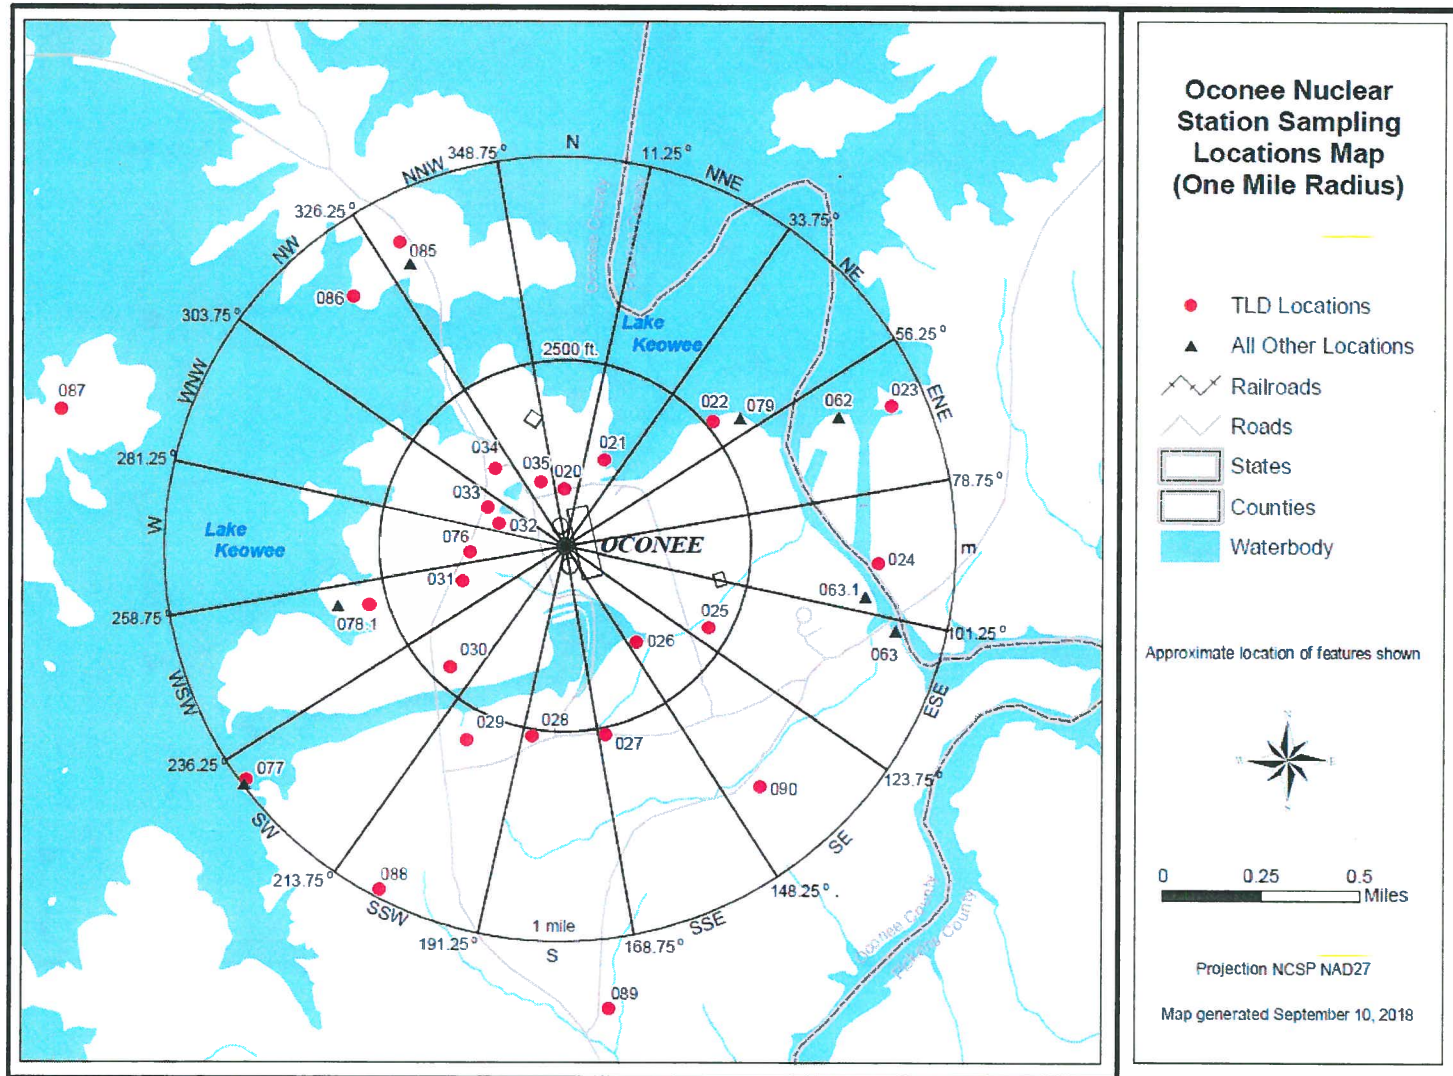 Oconee Nuclear
Station Sampling
Locations Map
(One Mile Radius)
TLD Locations
All Other Locations
Railroads
Roads
States
Counties
Waterbody
Approximate location of features shown
N
W
E
S
0 0.25 0.5
Miles
Projection NCSP NAD27
Map generated September 10, 2018
N
348.75°
11.25°
NNW
NNE
326.25°
33.75°
NW
NE
085
086
303.75°
Lake
Keowee
2500 ft.
56.25°
WNW
ENE
087
022
079
062
023
021
034
035
020
281.25°
78.75°
033
032
W
Lake
Keowee
076
OCONEE
E
024
031
063.1
258.75°
078.1
025
101.25°
026
063
030
WSW
ESE
029
028
027
236.25°
077
123.75°
090
SW
SE
213.75°
088
148.25°
SSW
SSE
1 mile
191.25°
S
168.75°
089
Oconee County
Oconee County
Pickens County